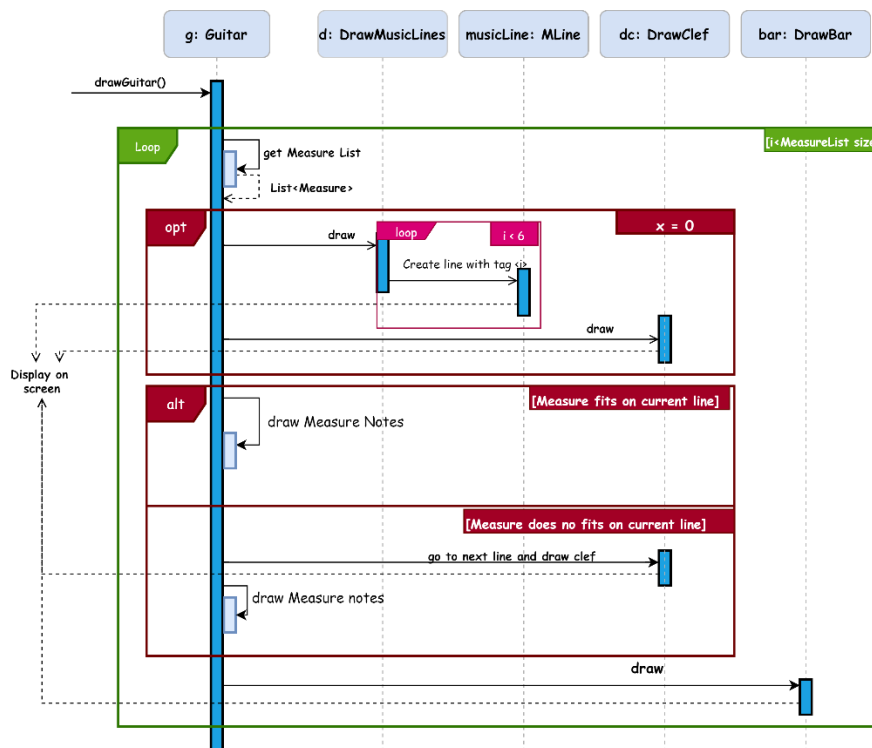 g: Guitar
d: DrawMusicLines
musicLine: MLine
dc: DrawClef
bar: DrawBar
drawGuitar()
Loop
[i<MeasureList size
get Measure List
List<Measure>
opt
x = 0
draw
loop
i < 6
Create line with tag <i>
draw
Display on
screen
alt
[Measure fits on current line]
draw Measure Notes
[Measure does no fits on current line]
go to next line and draw clef
draw Measure notes
draw